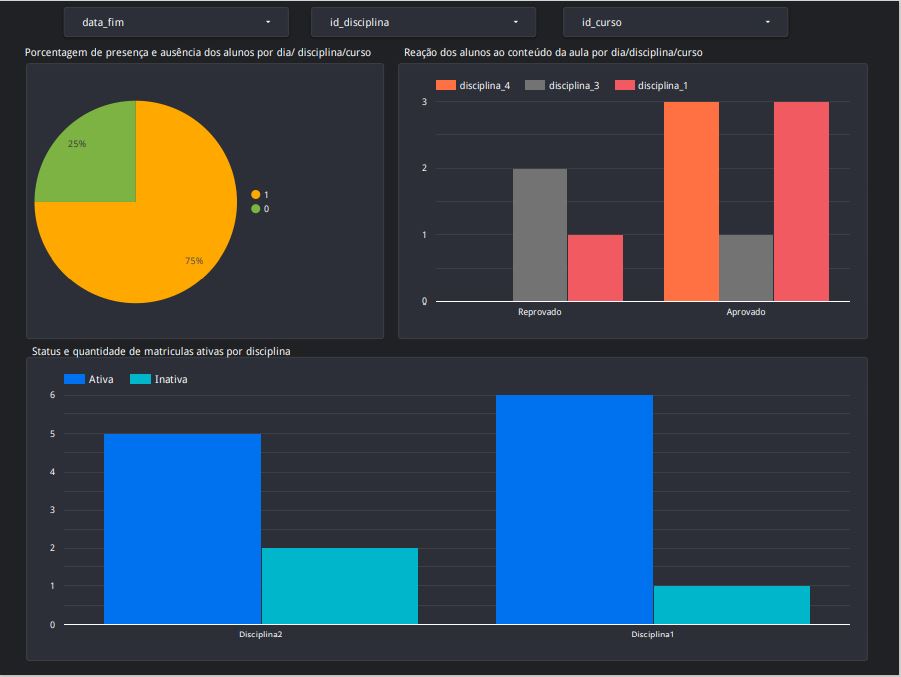 data_fim
id_disciplina
id_curso
Porcentagem de presença e ausência dos alunos por dia/ disciplina/curso
25%
75%
1
0
Reação dos alunos ao conteúdo da aula por dia/disciplina/curso
disciplina_4
disciplina_3
disciplina_1
3
2
1
0
Reprovado
Aprovado
Status e quantidade de matriculas ativas por disciplina
Ativa
Inativa
6
5
4
3
2
1
0
Disciplina2
Disciplina1